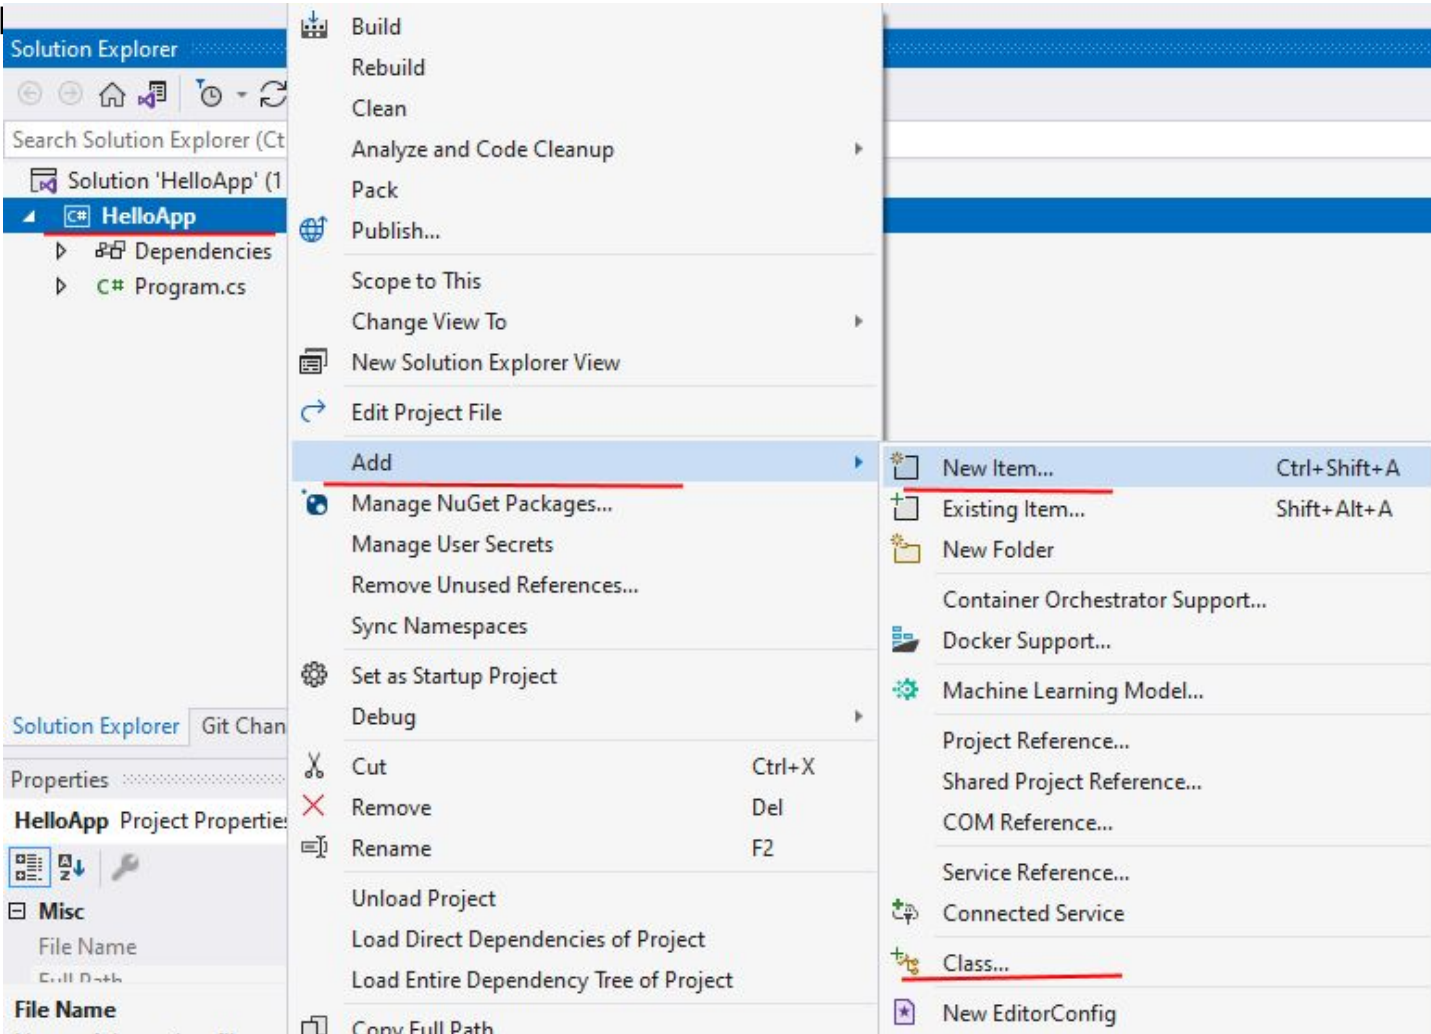 Solution Explorer
Search Solution Explorer (Ct
Solution 'HelloApp' (1
C# HelloApp
Dependencies
C# Program.cs
Solution Explorer Git Chan
Properties
HelloApp Project Propertie
Misc
File Name
Full Path
File Name
Build
Rebuild
Clean
Analyze and Code Cleanup
Pack
Publish...
Scope to This
Change View To
New Solution Explorer View
Edit Project File
Add
Manage NuGet Packages...
Manage User Secrets
Remove Unused References...
Sync Namespaces
Set as Startup Project
Debug
Cut Ctrl+X
Remove Del
Rename F2
Unload Project
Load Direct Dependencies of Project
Load Entire Dependency Tree of Project
Copy Full Path
New Item... Ctrl+Shift+A
Existing Item... Shift+Alt+A
New Folder
Container Orchestrator Support...
Docker Support...
Machine Learning Model...
Project Reference...
Shared Project Reference...
COM Reference...
Service Reference...
Connected Service
Class...
New EditorConfig